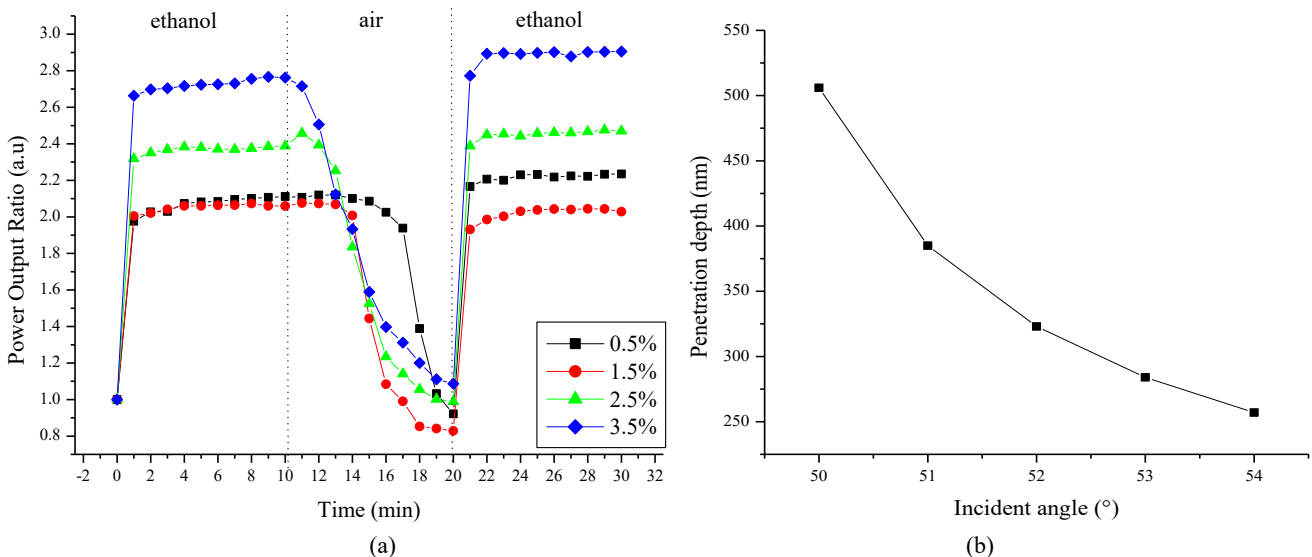 ethanol air ethanol
3.0
2.8
2.6
2.4
2.2
2.0
1.8
1.6
1.4
1.2
1.0
0.8
Power Output Ratio (a.u)
0.5%
1.5%
2.5%
3.5%
-2 0 2 4 6 8 10 12 14 16 18 20 22 24 26 28 30 32
Time (min)
(a)
550
500
450
400
350
300
250
Penetration depth (nm)
50 51 52 53 54
Incident angle (°)
(b)